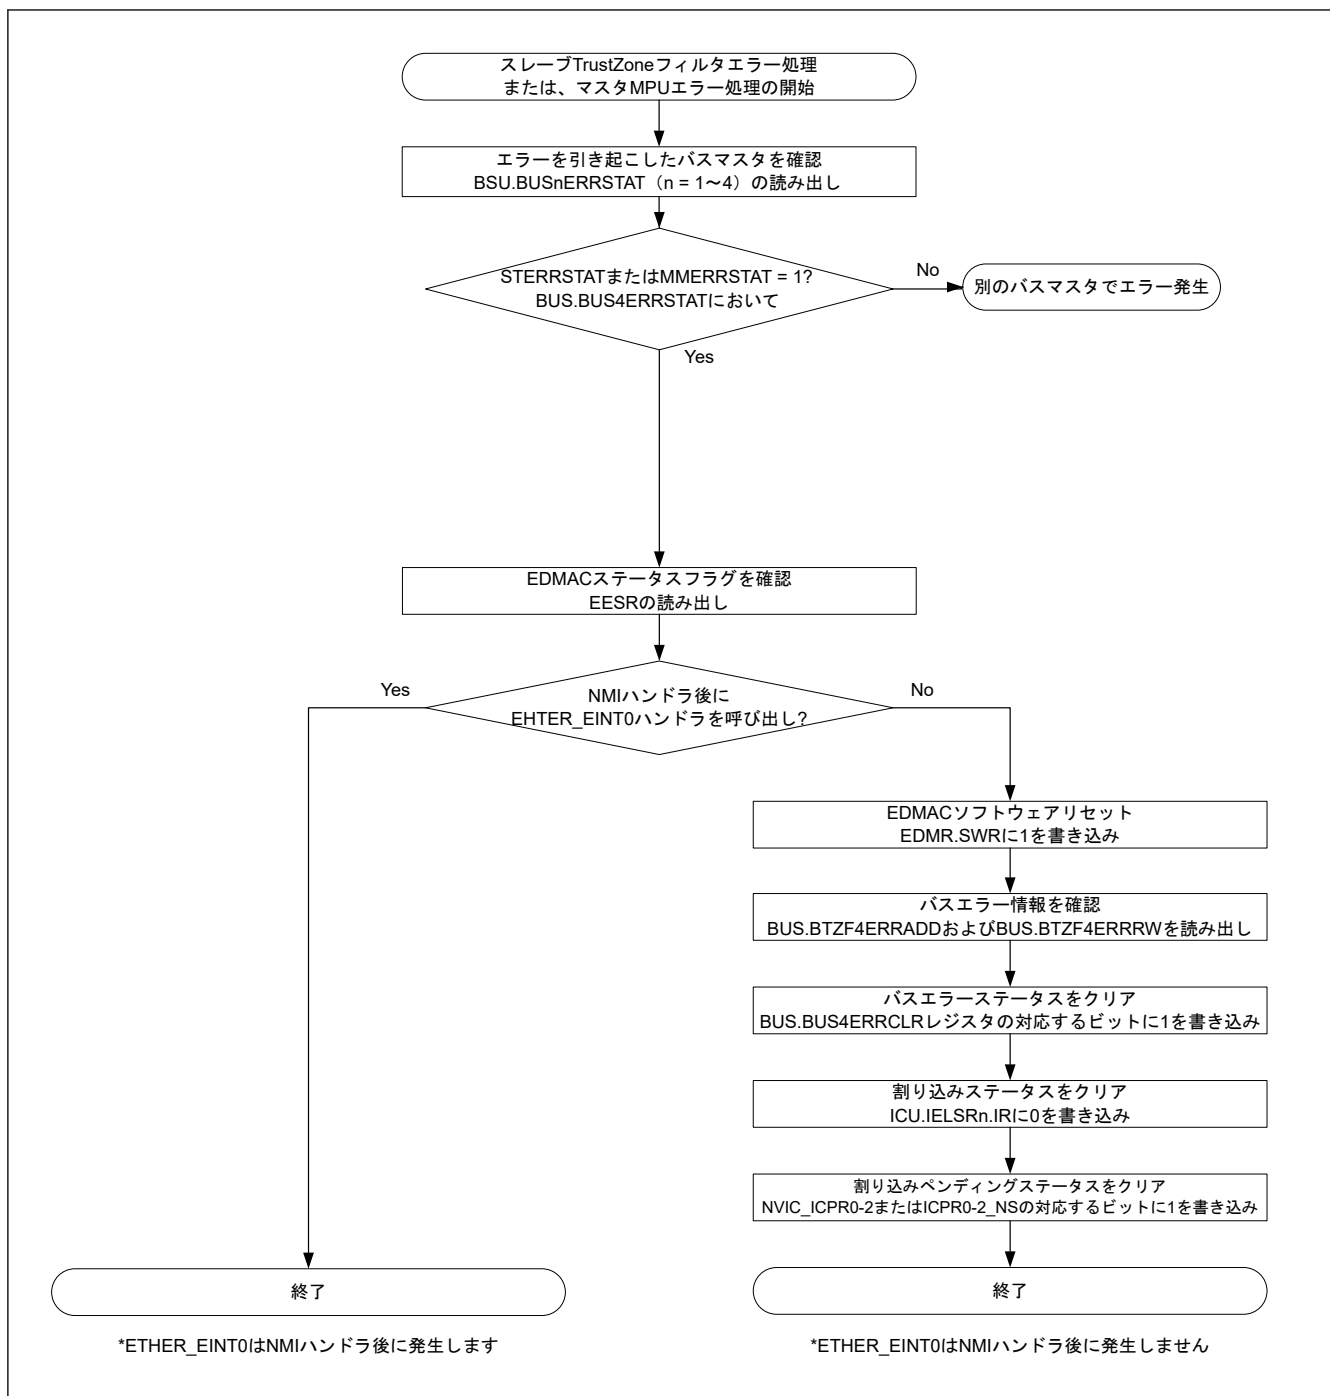 スレーブTrustZoneフィルタエラー処理
または、マスタMPUエラー処理の開始
エラーを引き起こしたバスマスタを確認
BSU.BUSnERRSTAT（n = 1～4）の読み出し
STERRSTATまたはMMERRSTAT = 1?
BUS.BUS4ERRSTATにおいて
No
別のバスマスタでエラー発生
Yes
EDMACステータスフラグを確認
EESRの読み出し
Yes
NMIハンドラ後に
EHTER_EINT0ハンドラを呼び出し?
No
EDMACソフトウェアリセット
EDMR.SWRに1を書き込み
バスエラー情報を確認
BUS.BTZF4ERRADDおよびBUS.BTZF4ERRRWを読み出し
バスエラーステータスをクリア
BUS.BUS4ERRCLRレジスタの対応するビットに1を書き込み
割り込みステータスをクリア
ICU.IELSRn.IRに0を書き込み
割り込みペンディングステータスをクリア
NVIC_ICPR0-2またはICPR0-2_NSの対応するビットに1を書き込み
終了
終了
*ETHER_EINT0はNMIハンドラ後に発生します
*ETHER_EINT0はNMIハンドラ後に発生しません